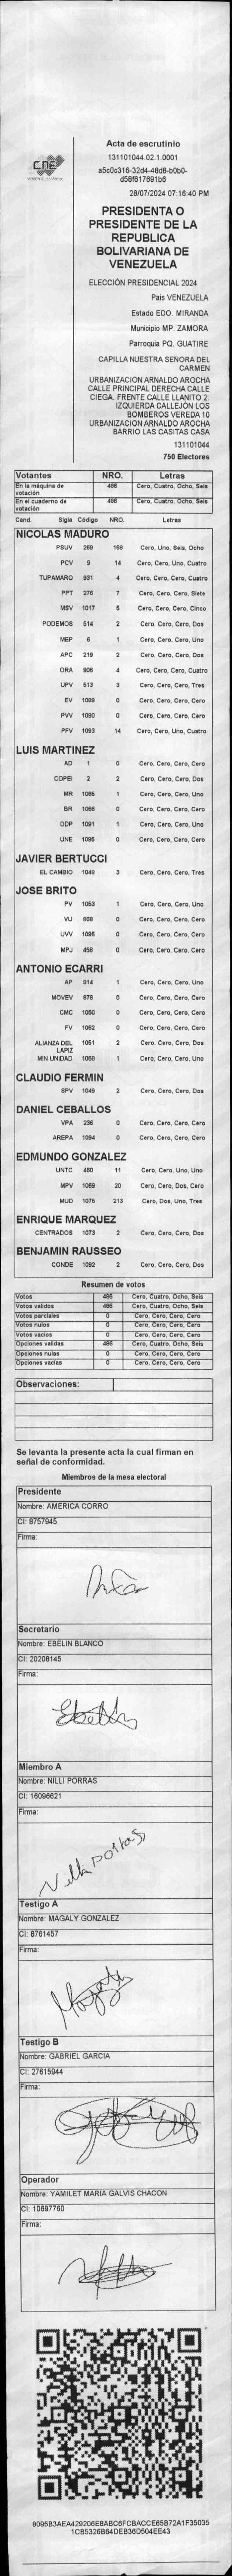 CNE
Acta de escrutinio
131101044.02.1.0001
a5c0c316-32d4-48d8-b0b0-
d58f617691b8
28/07/2024 07:16:40 PM
PRESIDENTA O
PRESIDENTE DE LA
REPUBLICA
BOLIVARIANA DE
VENEZUELA
ELECCIÓN PRESIDENCIAL 2024
Pais VENEZUELA
Estado EDO. MIRANDA
Municipio MP. ZAMORA
Parroquia PQ. GUATIRE
CAPILLA NUESTRA SEÑORA DEL
CARMEN
URBANIZACION ARNALDO AROCHA
CALLE PRINCIPAL DERECHA CALLE
CIEGA. FRENTE CALLE LLANITO 2.
IZQUIERDA CALLEJÓN LOS
BOMBEROS VEREDA 10
URBANIZACION ARNALDO AROCHA
BARRIO LAS CASITAS CASA
131101044
750 Electores
Votantes NRO. Letras
En la máquina de votación 486 Cero, Cuatro, Ocho, Seis
En el cuaderno de votación 486 Cero, Cuatro, Ocho, Seis
Cand. Sigla Código NRO. Letras
NICOLAS MADURO
PSUV 269 168 Cero, Uno, Seis, Ocho
PCV 9 14 Cero, Cero, Uno, Cuatro
TUPAMARO 931 4 Cero, Cero, Cero, Cuatro
PPT 276 7 Cero, Cero, Cero, Siete
MSV 1017 5 Cero, Cero, Cero, Cinco
PODEMOS 514 2 Cero, Cero, Cero, Dos
MEP 6 1 Cero, Cero, Cero, Uno
APC 219 2 Cero, Cero, Cero, Dos
ORA 906 4 Cero, Cero, Cero, Cuatro
UPV 513 3 Cero, Cero, Cero, Tres
EV 1089 0 Cero, Cero, Cero, Cero
PVV 1090 0 Cero, Cero, Cero, Cero
PFV 1093 14 Cero, Cero, Uno, Cuatro
LUIS MARTINEZ
AD 1 0 Cero, Cero, Cero, Cero
COPEI 2 2 Cero, Cero, Cero, Dos
MR 1065 1 Cero, Cero, Cero, Uno
BR 1066 0 Cero, Cero, Cero, Cero
DDP 1091 1 Cero, Cero, Cero, Uno
UNE 1095 0 Cero, Cero, Cero, Cero
JAVIER BERTUCCI
EL CAMBIO 1048 3 Cero, Cero, Cero, Tres
JOSE BRITO
PV 1053 1 Cero, Cero, Cero, Uno
VU 868 0 Cero, Cero, Cero, Cero
UVV 1096 0 Cero, Cero, Cero, Cero
MPJ 458 0 Cero, Cero, Cero, Cero
ANTONIO ECARRI
AP 814 1 Cero, Cero, Cero, Uno
MOVEV 878 0 Cero, Cero, Cero, Cero
CMC 1050 0 Cero, Cero, Cero, Cero
FV 1062 0 Cero, Cero, Cero, Cero
ALIANZA DEL LAPIZ 1051 2 Cero, Cero, Cero, Dos
MIN UNIDAD 1068 1 Cero, Cero, Cero, Uno
CLAUDIO FERMIN
SPV 1049 2 Cero, Cero, Cero, Dos
DANIEL CEBALLOS
VPA 236 0 Cero, Cero, Cero, Cero
AREPA 1094 0 Cero, Cero, Cero, Cero
EDMUNDO GONZALEZ
UNTC 460 11 Cero, Cero, Uno, Uno
MPV 1069 20 Cero, Cero, Dos, Cero
MUD 1075 213 Cero, Dos, Uno, Tres
ENRIQUE MARQUEZ
CENTRADOS 1073 2 Cero, Cero, Cero, Dos
BENJAMIN RAUSSEO
CONDE 1092 2 Cero, Cero, Cero, Dos
Resumen de votos
Votos 486 Cero, Cuatro, Ocho, Seis
Votos validos 486 Cero, Cuatro, Ocho, Seis
Votos parciales 0 Cero, Cero, Cero, Cero
Votos nulos 0 Cero, Cero, Cero, Cero
Votos vacios 0 Cero, Cero, Cero, Cero
Opciones validas 486 Cero, Cuatro, Ocho, Seis
Opciones nulas 0 Cero, Cero, Cero, Cero
Opciones vacias 0 Cero, Cero, Cero, Cero
Observaciones:
Se levanta la presente acta la cual firman en
señal de conformidad.
Miembros de la mesa electoral
Presidente
Nombre: AMERICA CORRO
CI: 8757945
Firma:
Secretario
Nombre: EBELIN BLANCO
CI: 20208145
Firma:
Miembro A
Nombre: NILLI PORRAS
CI: 16096621
Firma:
Testigo A
Nombre: MAGALY GONZALEZ
CI: 8761457
Firma:
Testigo B
Nombre: GABRIEL GARCIA
CI: 27615944
Firma:
Operador
Nombre: YAMILET MARIA GALVIS CHACON
CI: 10697760
Firma:
8095B3AEA429206E8ABC6FCBACCE65B72A1F35035
1CB5326B64DEB36D504EE43